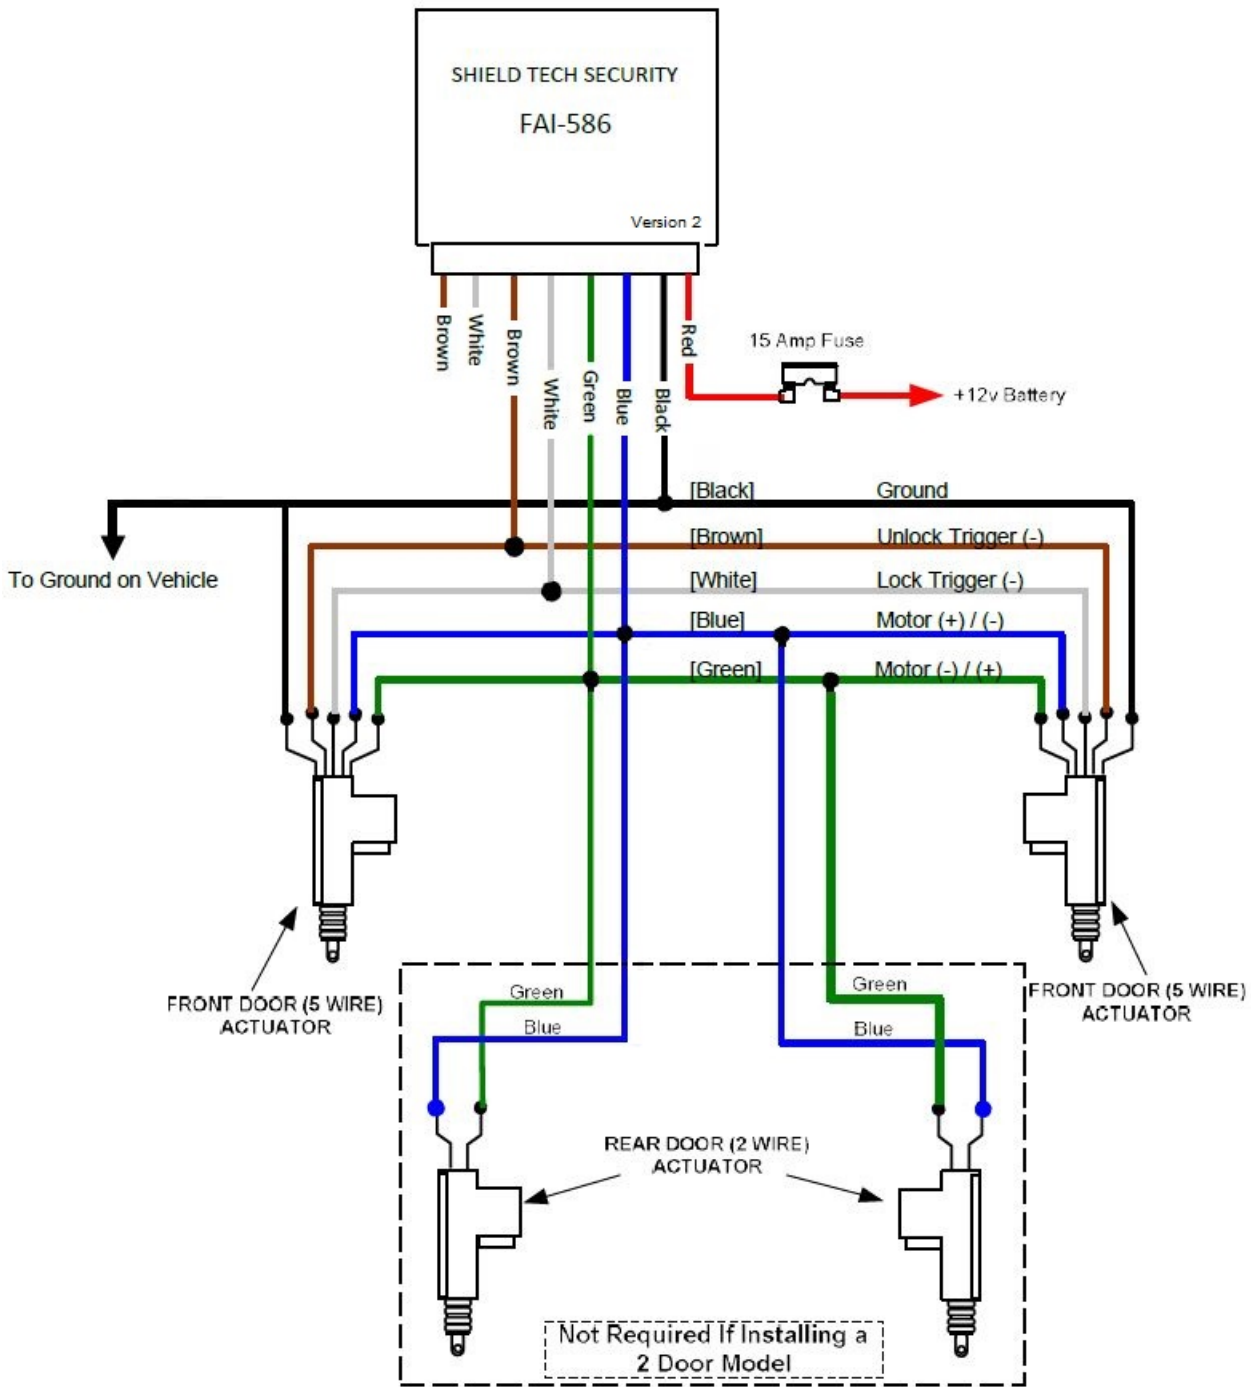 SHIELD TECH SECURITY
FAI-586
Version 2
Brown
White
Brown
White
Green
Blue
Black
Red
15 Amp Fuse
+12v Battery
[Black] Ground
[Brown] Unlock Trigger (-)
To Ground on Vehicle
[White] Lock Trigger (-)
[Blue] Motor (+) / (-)
[Green] Motor (-) / (+)
FRONT DOOR (5 WIRE)
ACTUATOR
FRONT DOOR (5 WIRE)
ACTUATOR
Green
Blue
Green
Blue
REAR DOOR (2 WIRE)
ACTUATOR
Not Required If Installing a
2 Door Model